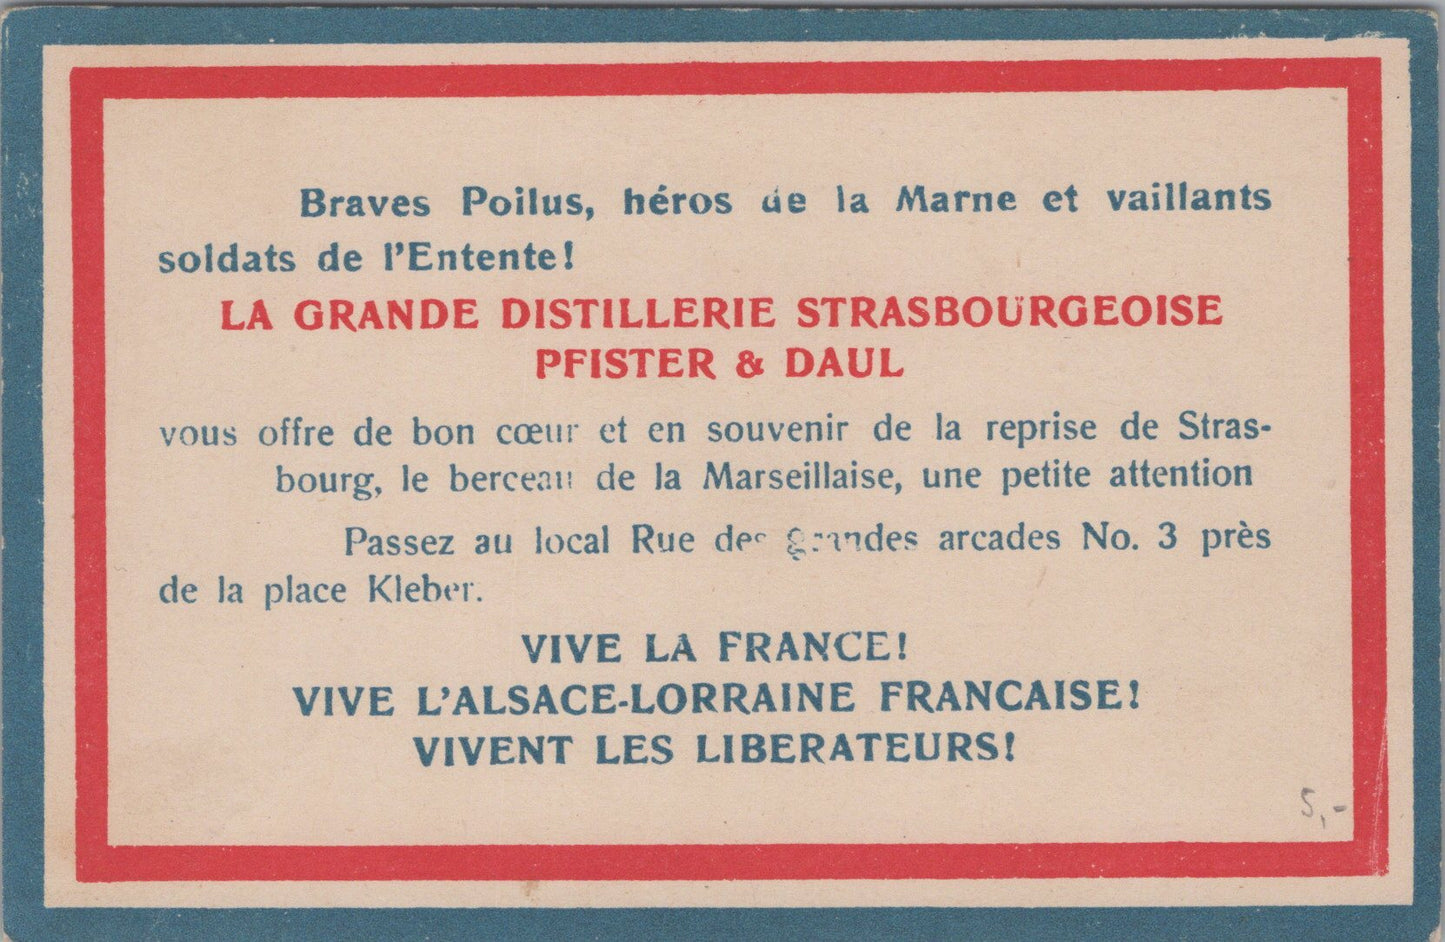 Braves Poilus, héros de la Marne et vaillants
soldats de l'Entente!
LA GRANDE DISTILLERIE STRASBOURGEOISE
PFISTER & DAUL
vous offre de bon cœur et en souvenir de la reprise de Stras-
bourg, le berceau de la Marseillaise, une petite attention
Passez au local Rue des grandes arcades No. 3 près
de la place Kleber.
VIVE LA FRANCE!
VIVE L'ALSACE-LORRAINE FRANCAISE!
VIVENT LES LIBERATEURS!
5,-